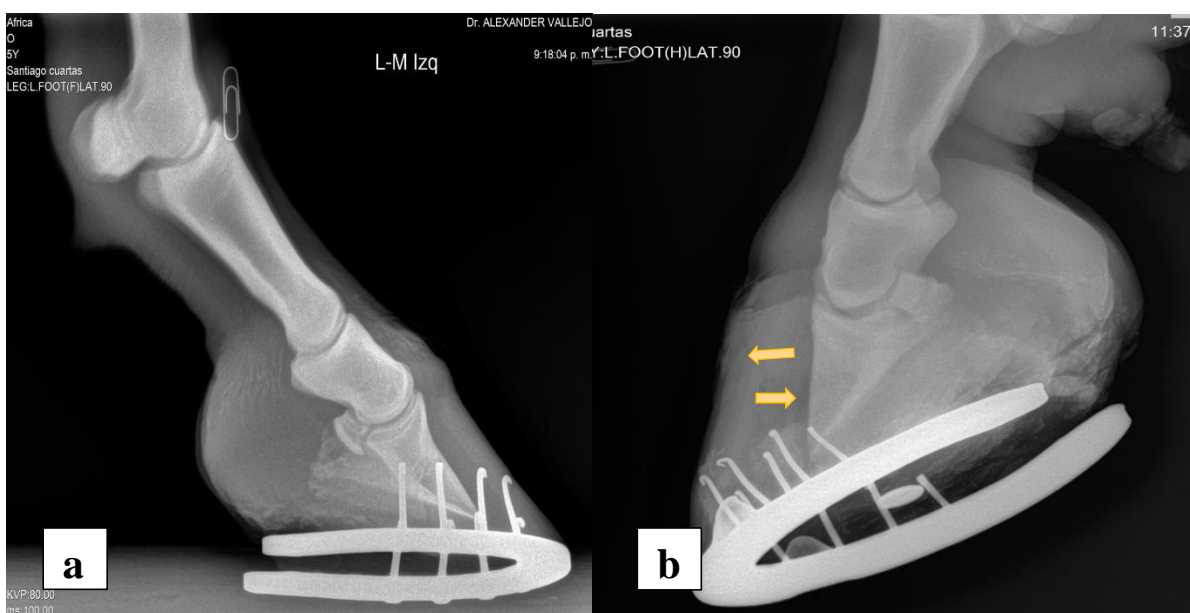 Africa
O
5Y
Santiago cuartas
LEG:L.FOOT(F)LAT.90
Dr. ALEXANDER VALLEJO
9:18:04 p. m.
L-M Izq
KVP:80.00
ms:100.00
a
uartas
Y:L.FOOT(H)LAT.90
11:37
b